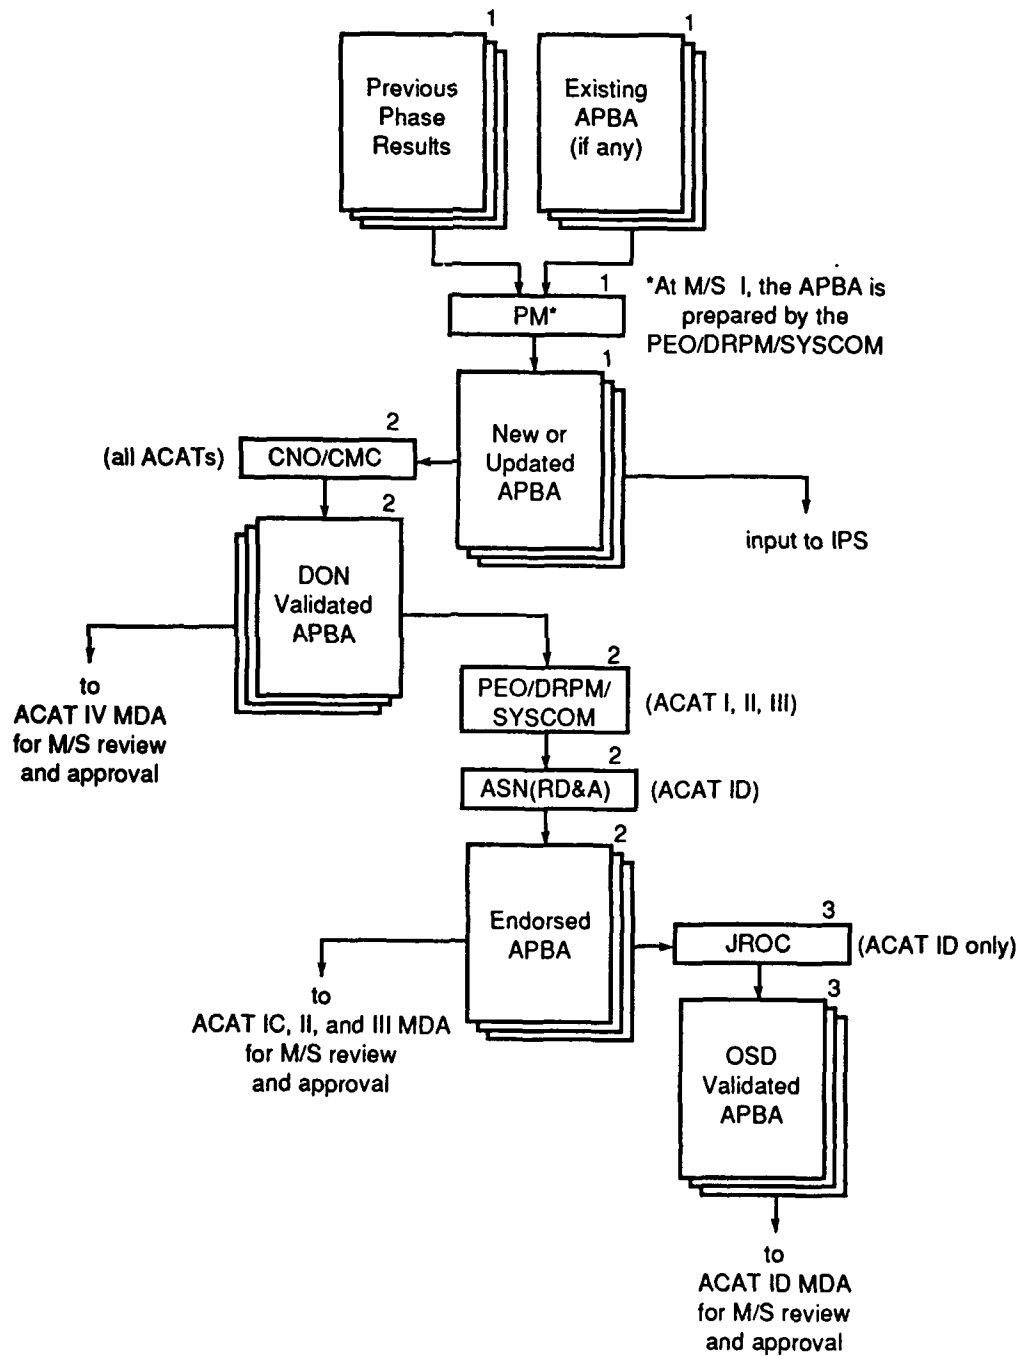 1
1
Previous
Phase
Results
Existing
APBA
(if any)
1
PM*
*At M/S I, the APBA is
prepared by the
PEO/DRPM/SYSCOM
1
New or
Updated
APBA
2
(all ACATs)
CNO/CMC
input to IPS
2
DON
Validated
APBA
to
ACAT IV MDA
for M/S review
and approval
2
PEO/DRPM/
SYSCOM
(ACAT I, II, III)
2
ASN(RD&A)
(ACAT ID)
2
Endorsed
APBA
3
JROC
(ACAT ID only)
to
ACAT IC, II, and III MDA
for M/S review
and approval
3
OSD
Validated
APBA
to
ACAT ID MDA
for M/S review
and approval